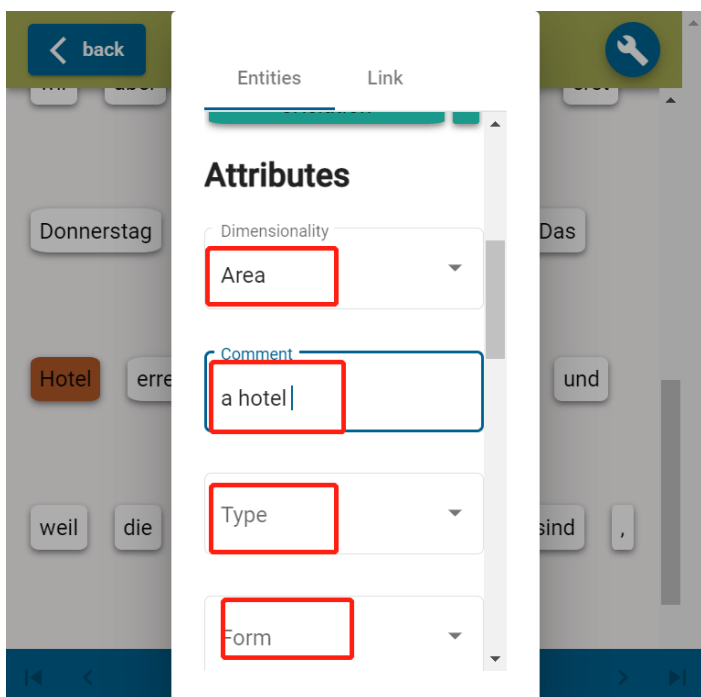 back
Entities Link
Attributes
Dimensionality
Donnerstag Area Das
Comment
Hotel a hotel und
Type
weil die sind ,
Form